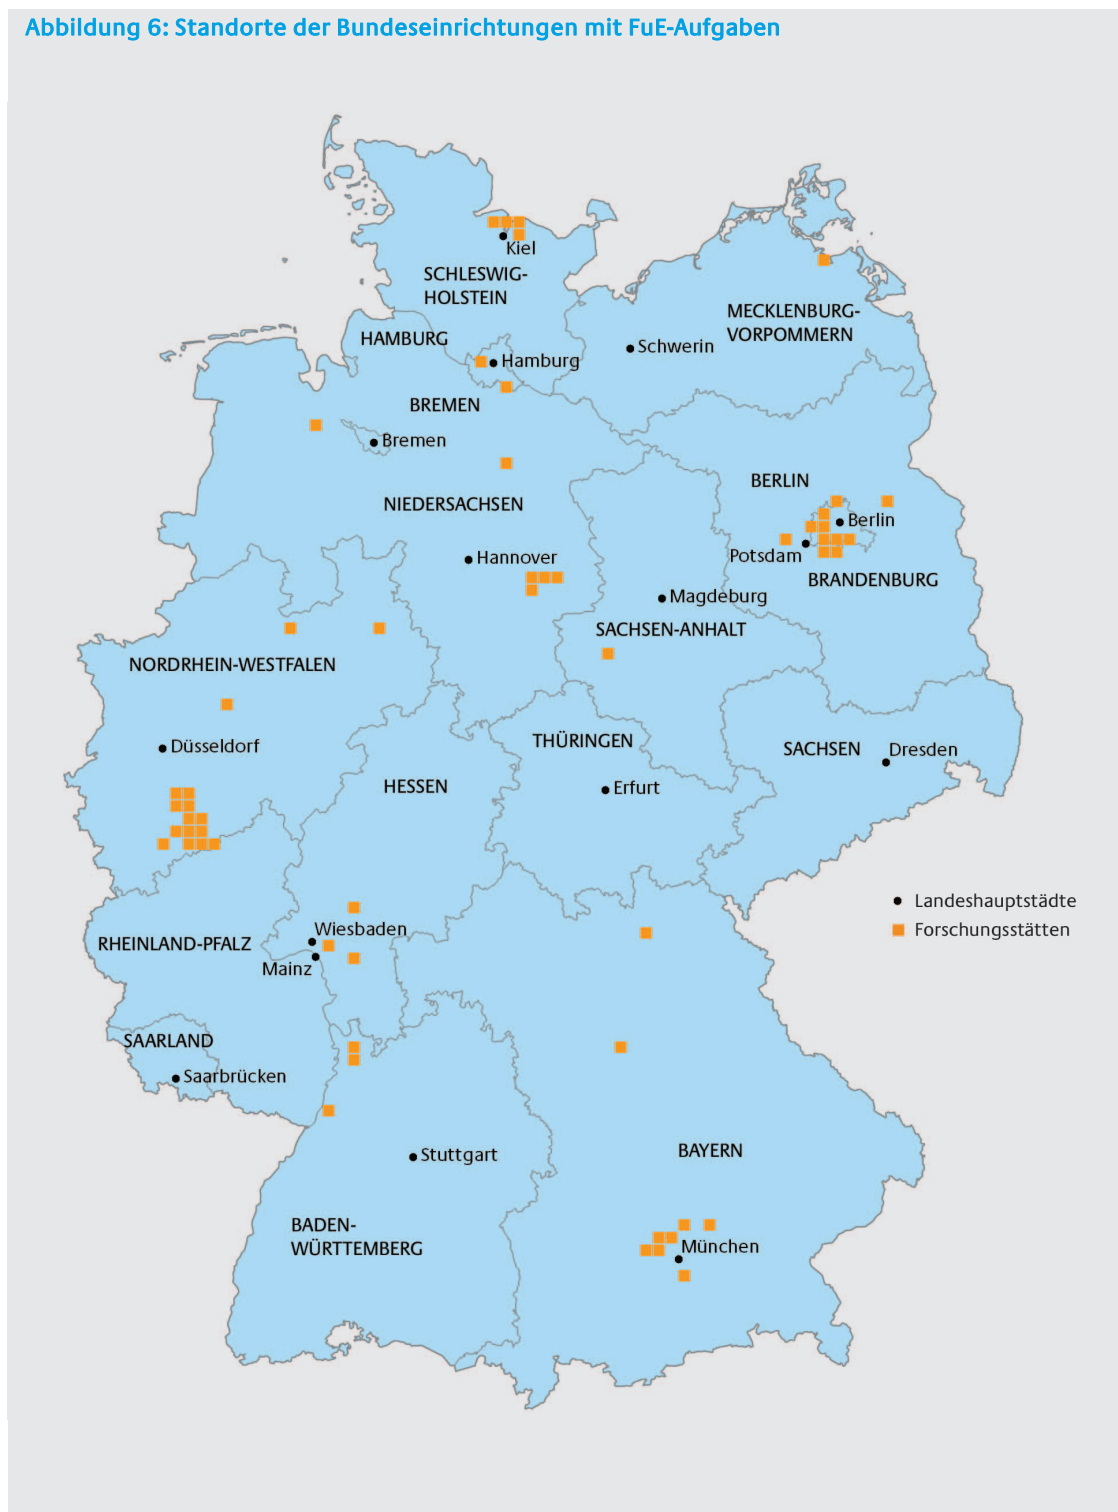 Abbildung 6: Standorte der Bundeseinrichtungen mit FuE-Aufgaben
Kiel
SCHLESWIG-
HOLSTEIN
MECKLENBURG-
VORPOMMERN
HAMBURG
Schwerin
Hamburg
BREMEN
Bremen
BERLIN
NIEDERSACHSEN
Berlin
Hannover
Potsdam
BRANDENBURG
Magdeburg
SACHSEN-ANHALT
NORDRHEIN-WESTFALEN
THÜRINGEN
Düsseldorf
SACHSEN
Dresden
HESSEN
Erfurt
Landeshauptstädte
Forschungsstätten
Wiesbaden
RHEINLAND-PFALZ
Mainz
SAARLAND
Saarbrücken
BAYERN
Stuttgart
BADEN-
WÜRTTEMBERG
München